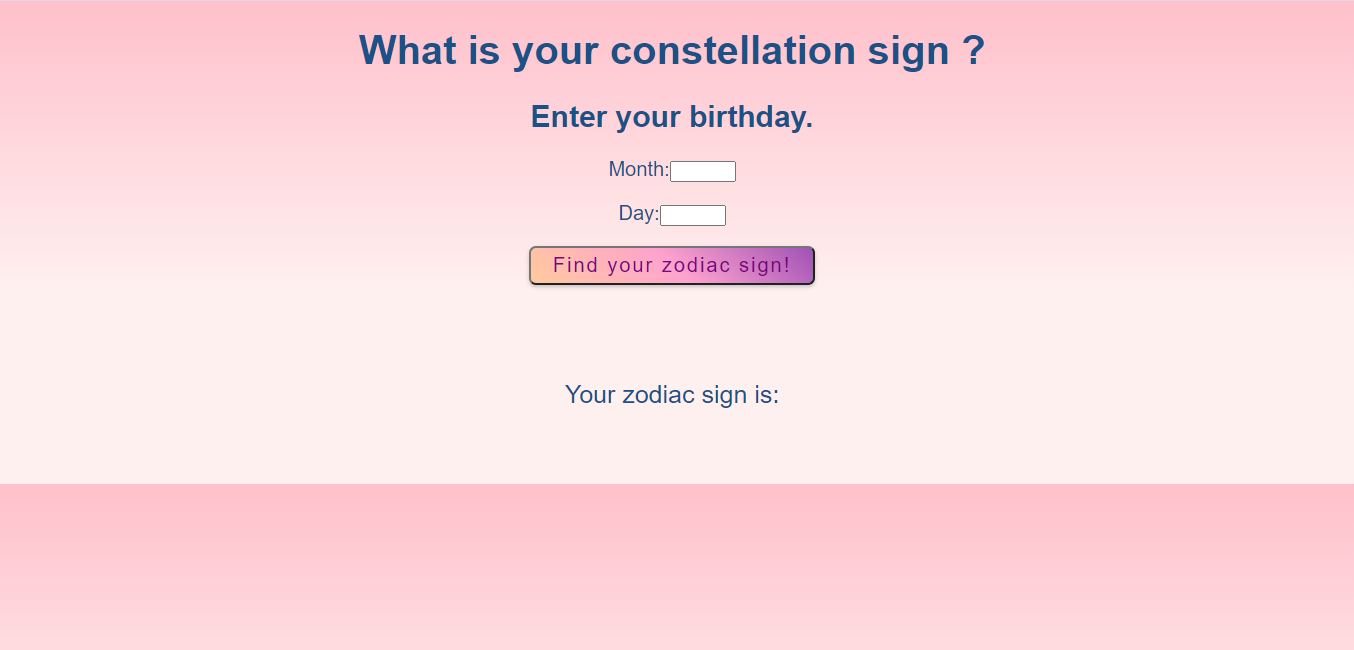 What is your constellation sign ?
Enter your birthday.
Month:
Day:
Find your zodiac sign!
Your zodiac sign is: